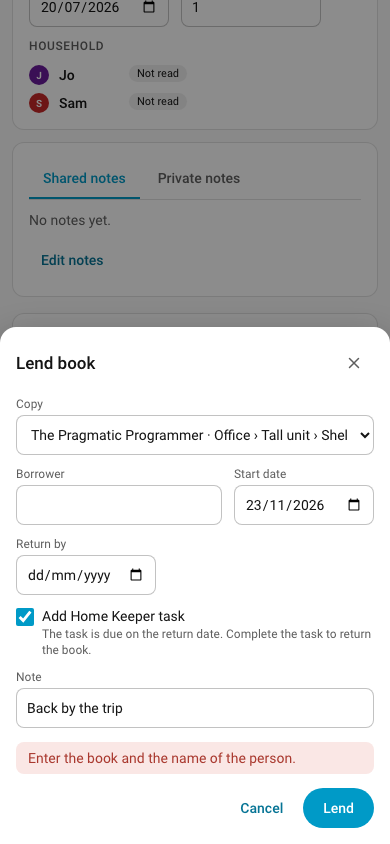 20/07/2026
1
HOUSEHOLD
J Jo Not read
S Sam Not read
Shared notes Private notes
No notes yet.
Edit notes
Lend book
Copy
The Pragmatic Programmer · Office › Tall unit › Shel
Borrower Start date
23/11/2026
Return by
dd/mm/yyyy
Add Home Keeper task
The task is due on the return date. Complete the task to return
the book.
Note
Back by the trip
Enter the book and the name of the person.
Cancel Lend